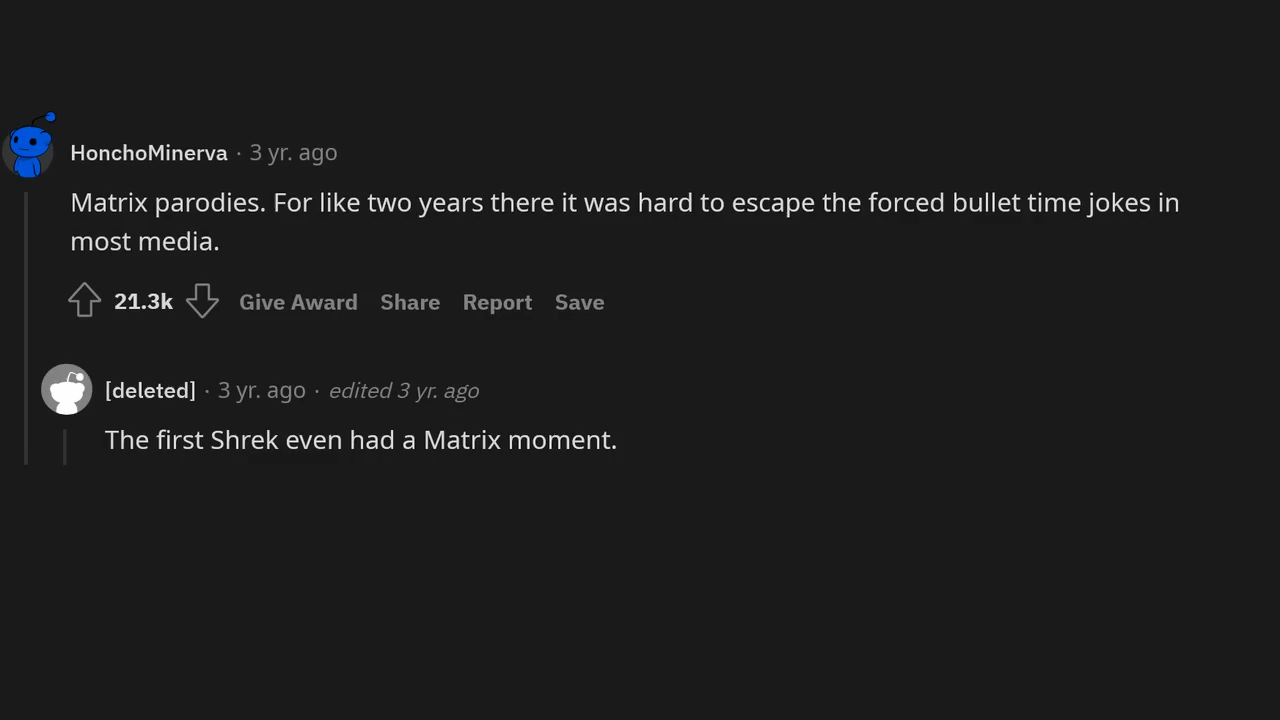 HonchoMinerva · 3 yr. ago
Matrix parodies. For like two years there it was hard to escape the forced bullet time jokes in
most media.
21.3k Give Award Share Report Save
[deleted] · 3 yr. ago · edited 3 yr. ago
The first Shrek even had a Matrix moment.